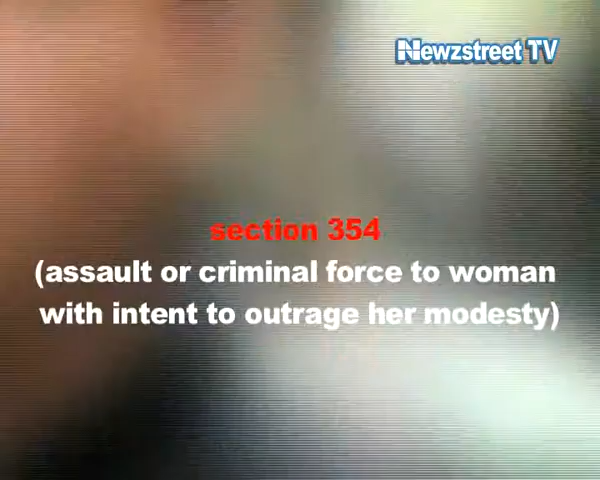 Newzstreet TV
section 354
(assault or criminal force to woman
with intent to outrage her modesty)